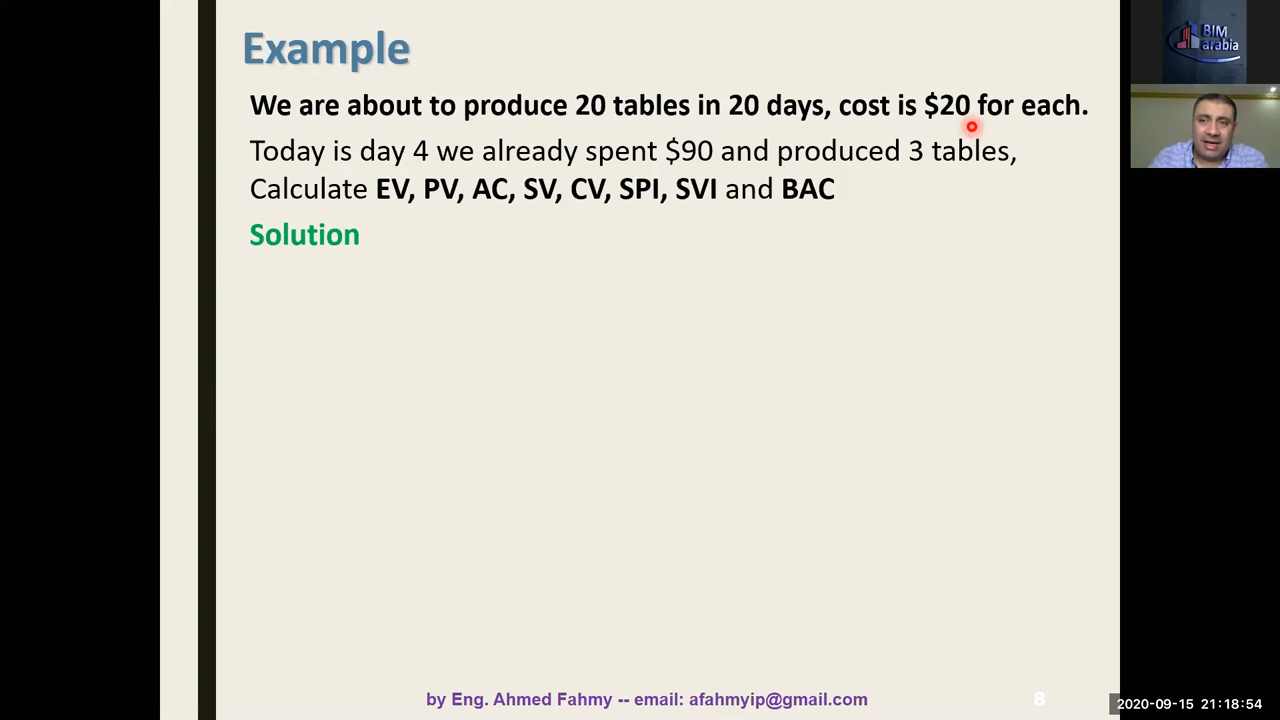 Example
We are about to produce 20 tables in 20 days, cost is $20 for each.
Today is day 4 we already spent $90 and produced 3 tables,
Calculate EV, PV, AC, SV, CV, SPI, SVI and BAC
Solution
by Eng. Ahmed Fahmy -- email: afahmyip@gmail.com
8
BIM
arabia
2020-09-15 21:18:54